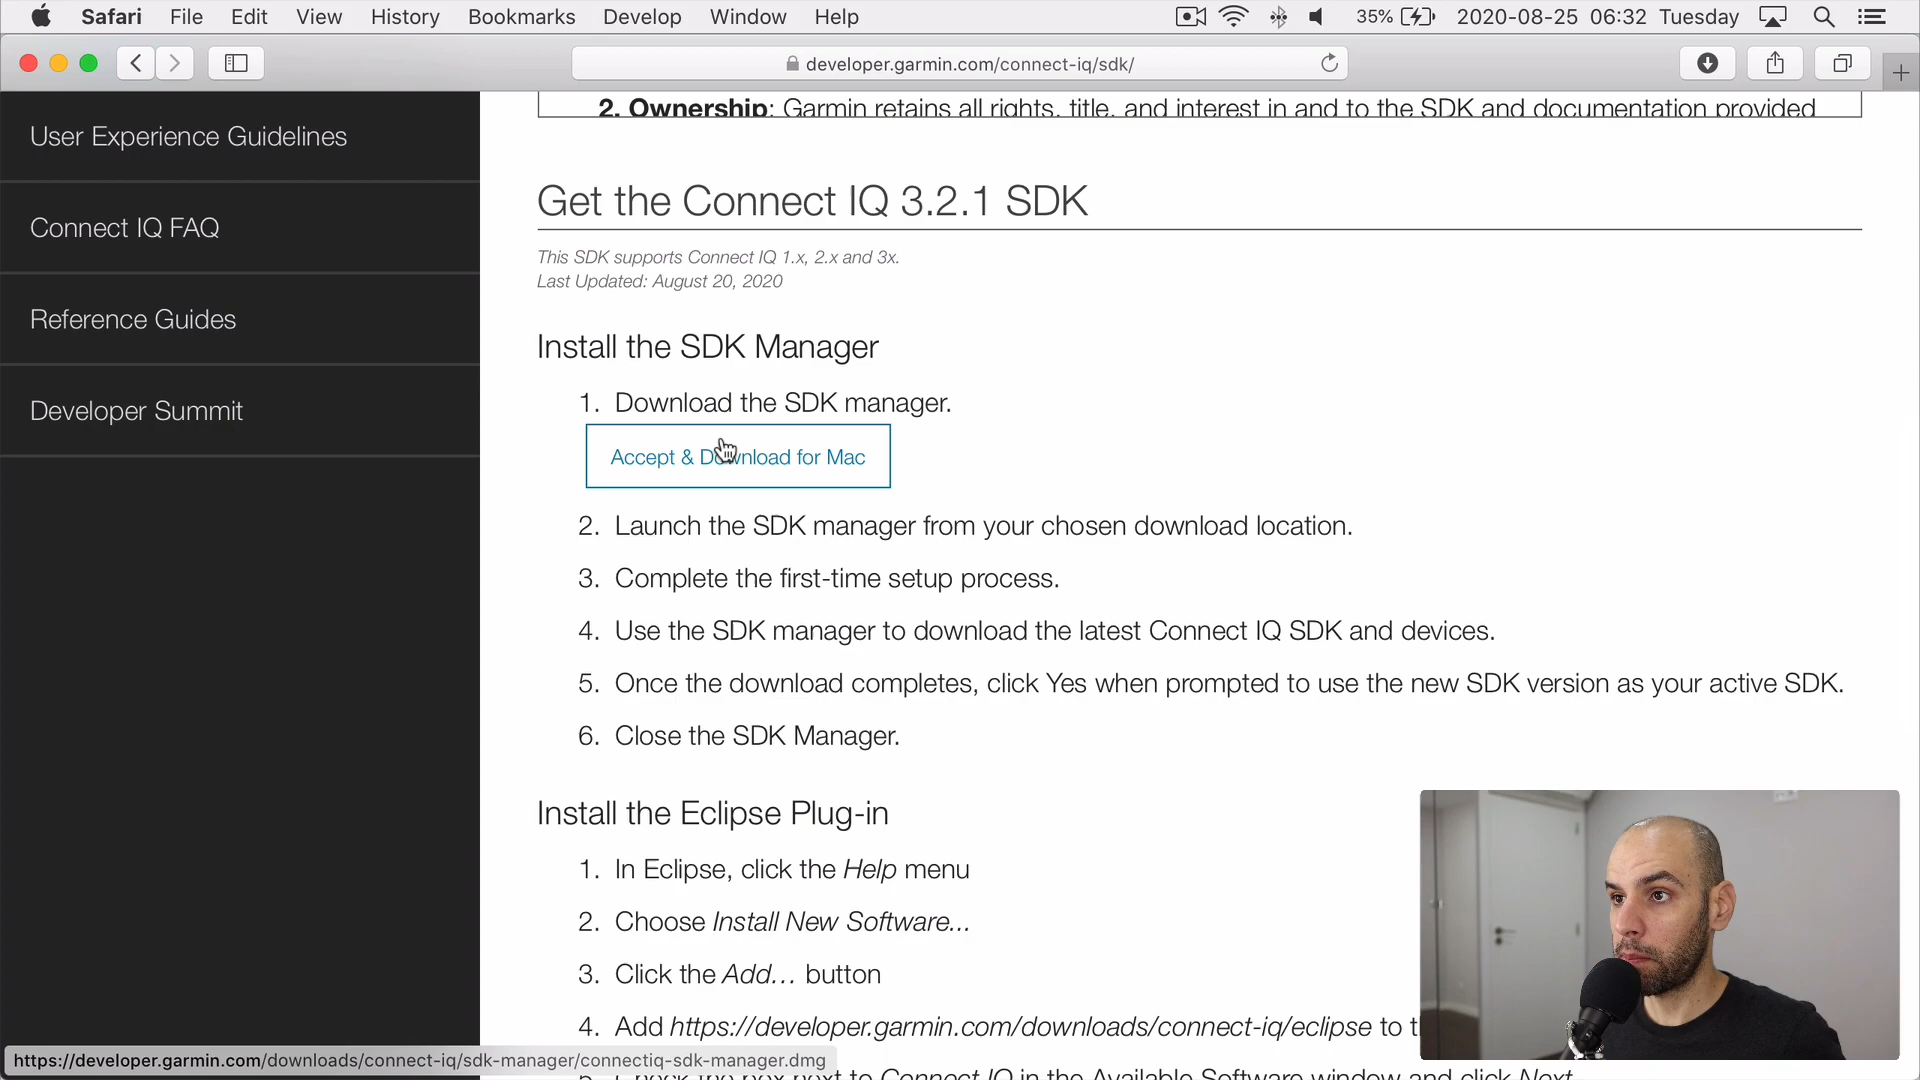 Safari File Edit View History Bookmarks Develop Window Help 35% 2020-08-25 06:32 Tuesday
developer.garmin.com/connect-iq/sdk/
User Experience Guidelines
Connect IQ FAQ
Reference Guides
Developer Summit
2. Ownership: Garmin retains all rights, title, and interest in and to the SDK and documentation provided
Get the Connect IQ 3.2.1 SDK
This SDK supports Connect IQ 1.x, 2.x and 3x.
Last Updated: August 20, 2020
Install the SDK Manager
1. Download the SDK manager.
Accept & Download for Mac
2. Launch the SDK manager from your chosen download location.
3. Complete the first-time setup process.
4. Use the SDK manager to download the latest Connect IQ SDK and devices.
5. Once the download completes, click Yes when prompted to use the new SDK version as your active SDK.
6. Close the SDK Manager.
Install the Eclipse Plug-in
1. In Eclipse, click the Help menu
2. Choose Install New Software...
3. Click the Add... button
4. Add https://developer.garmin.com/downloads/connect-iq/eclipse to
5. Check the box next to Connect IQ in the Available Software window and click Next
https://developer.garmin.com/downloads/connect-iq/sdk-manager/connectiq-sdk-manager.dmg